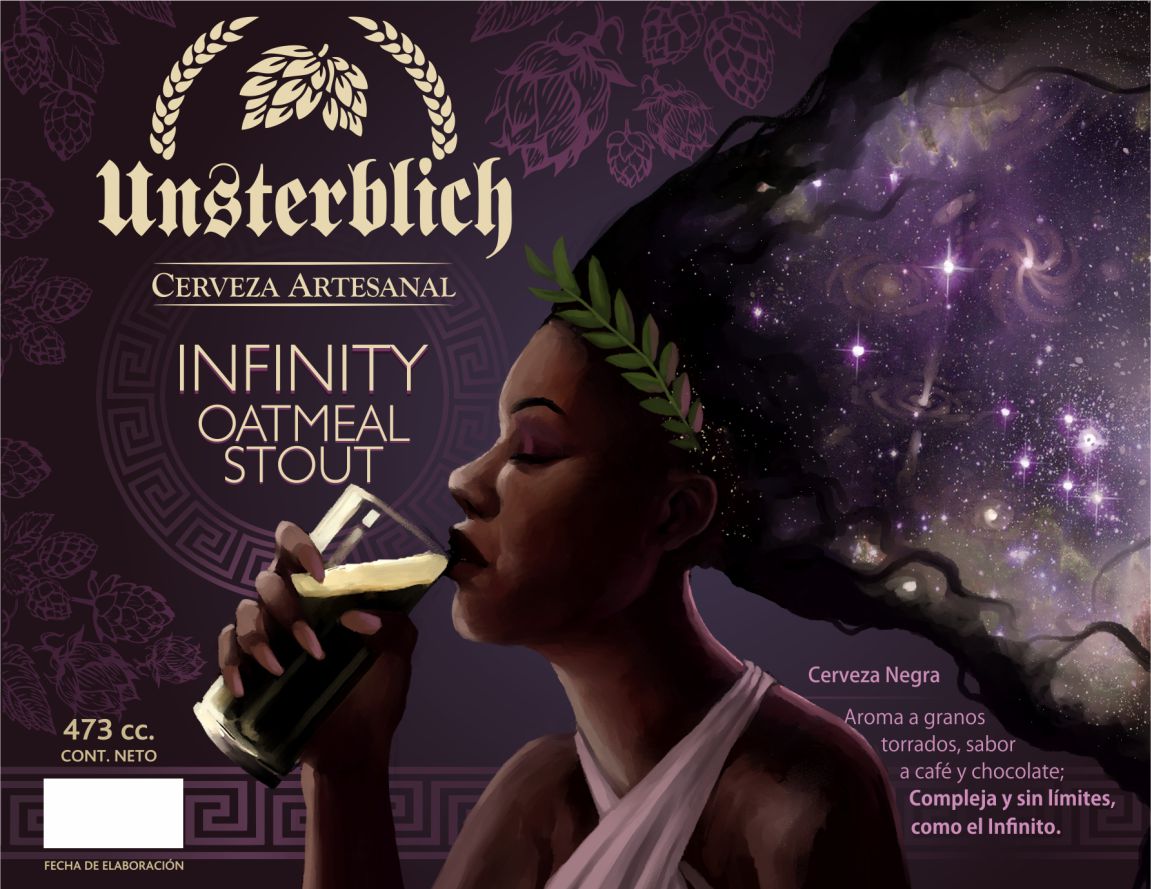 Unsterblich
CERVEZA ARTESANAL
INFINITY
OATMEAL
STOUT
473 cc.
CONT. NETO
FECHA DE ELABORACIÓN
Cerveza Negra
Aroma a granos
torrados, sabor
a café y chocolate;
Compleja y sin límites,
como el Infinito.